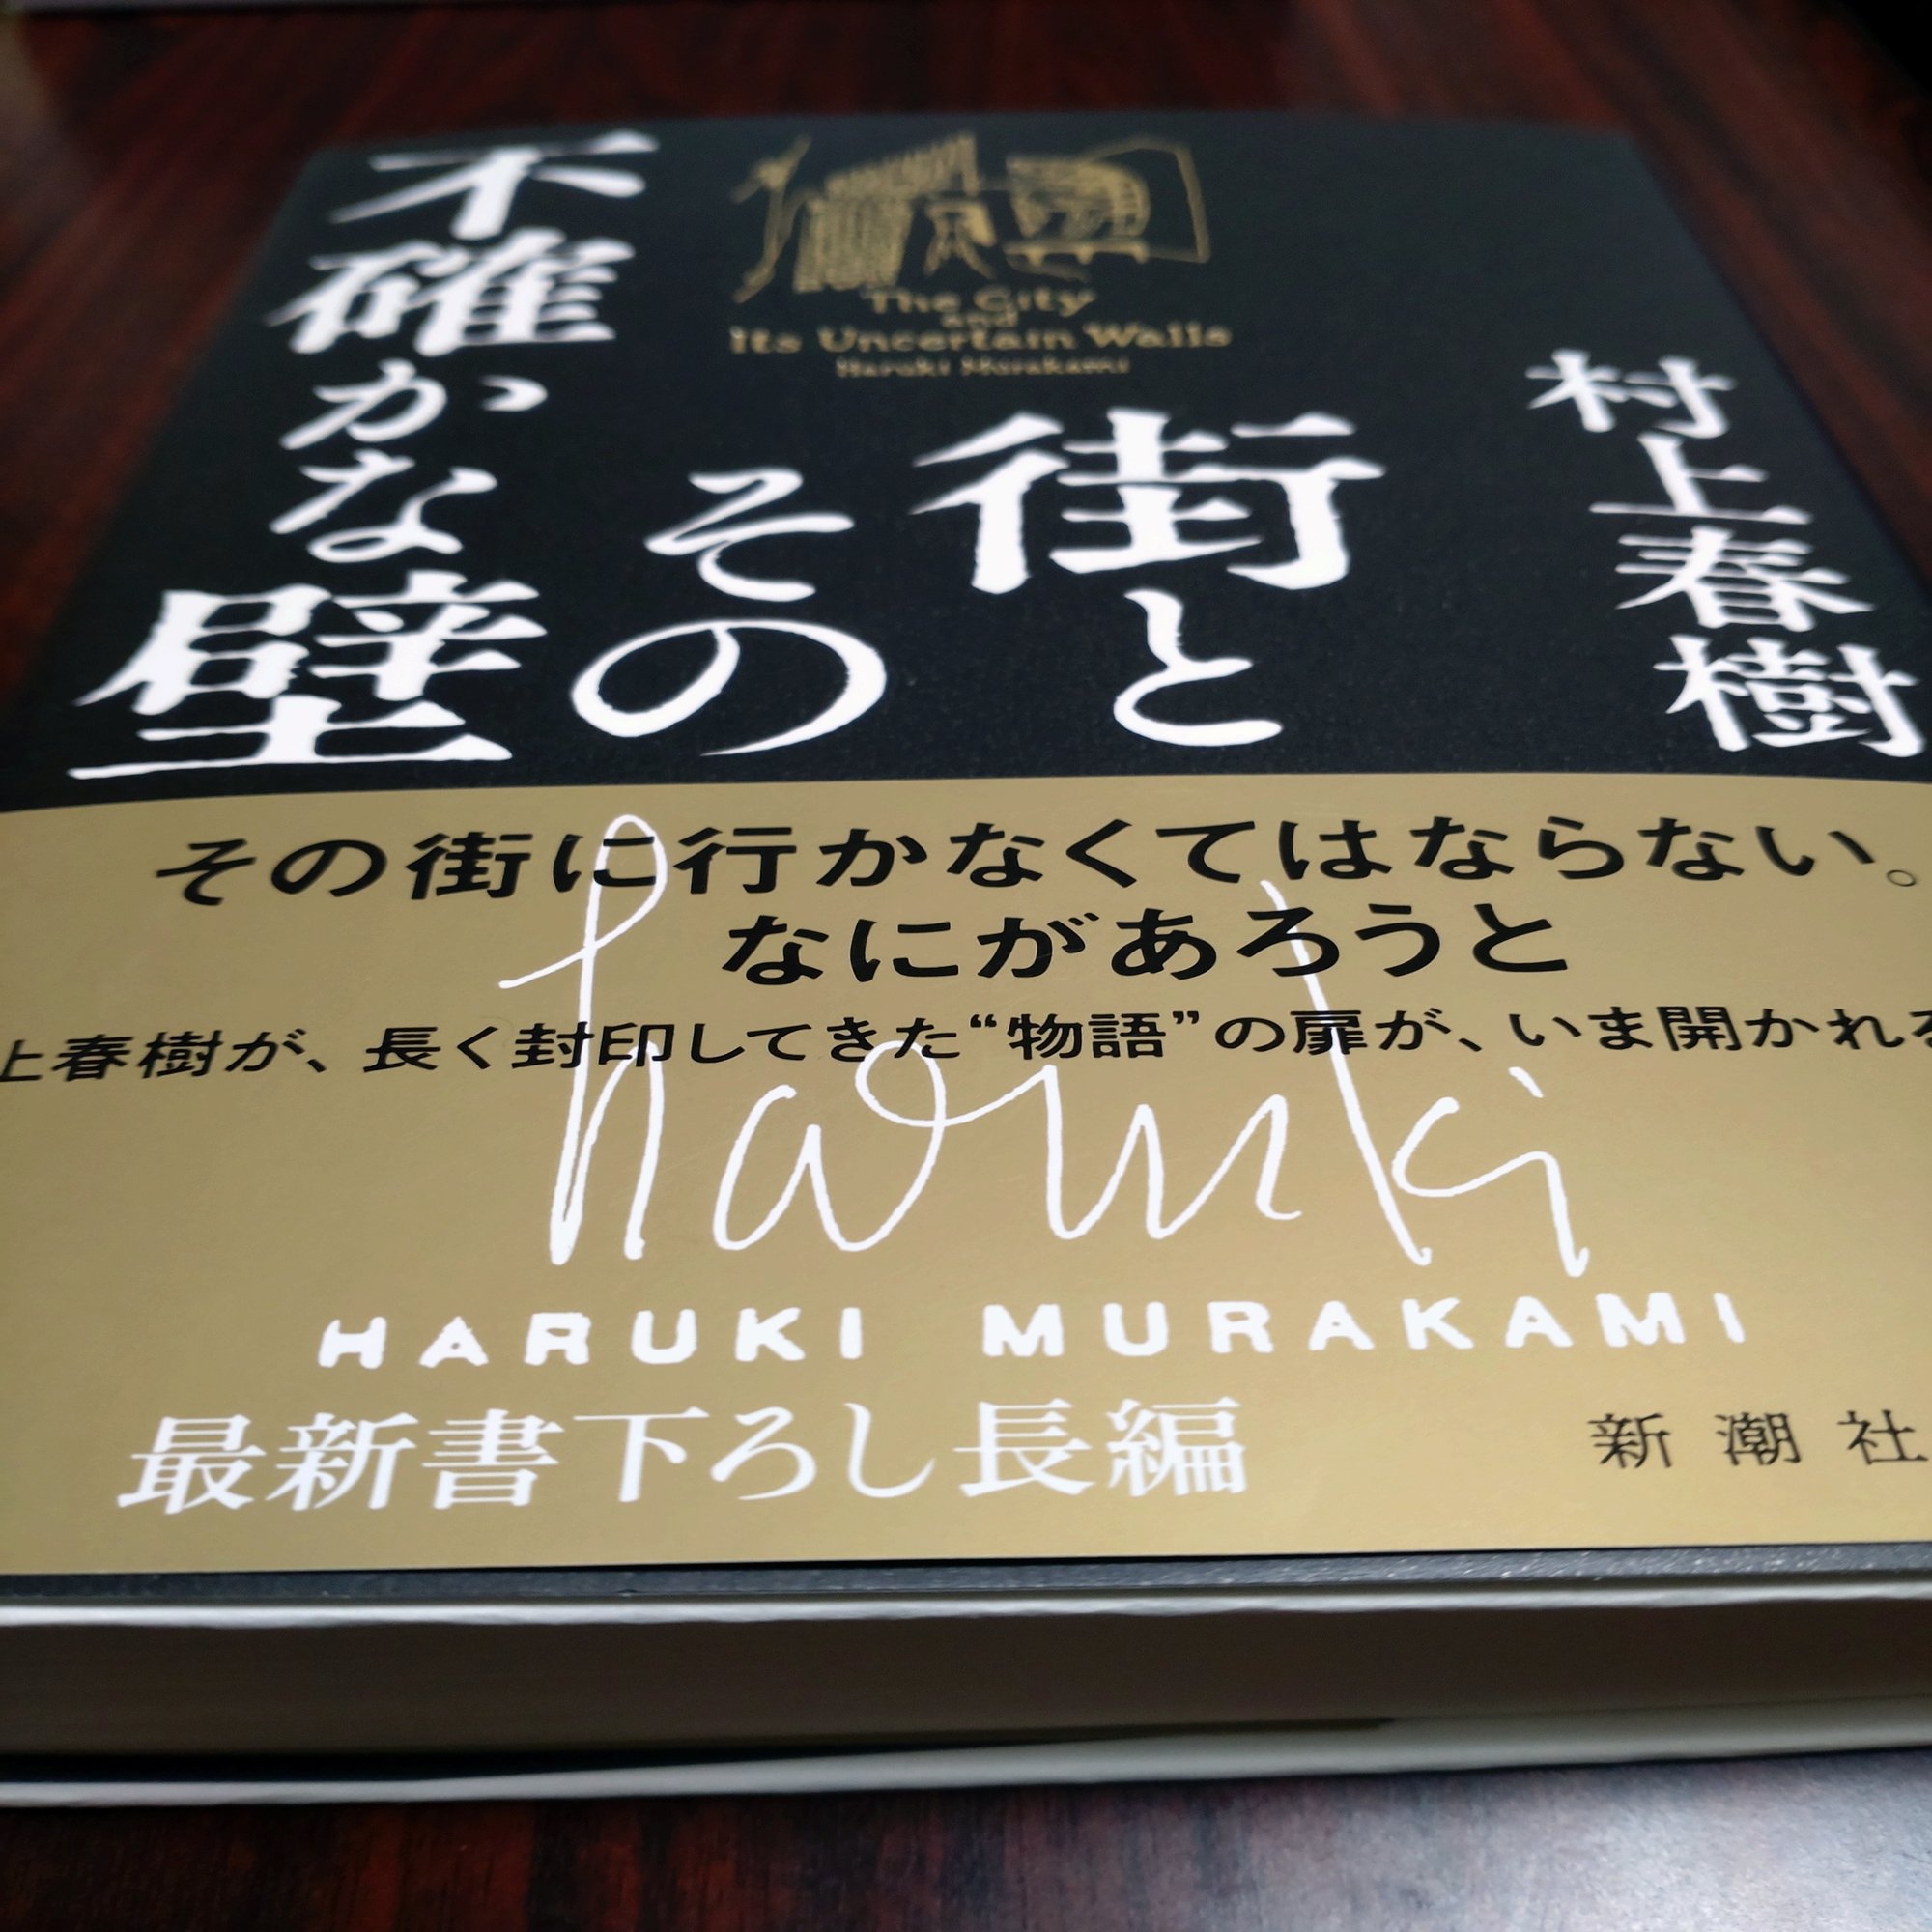 村上春樹
街と
その
不確かな
壁
The City
and
Its Uncertain Walls
Haruki Murakami
その街に行かなくてはならない。
なにがあろうと
上春樹が、長く封印してきた“物語”の扉が、いま開かれる
haruki
HARUKI MURAKAMI
最新書下ろし長編
新潮社